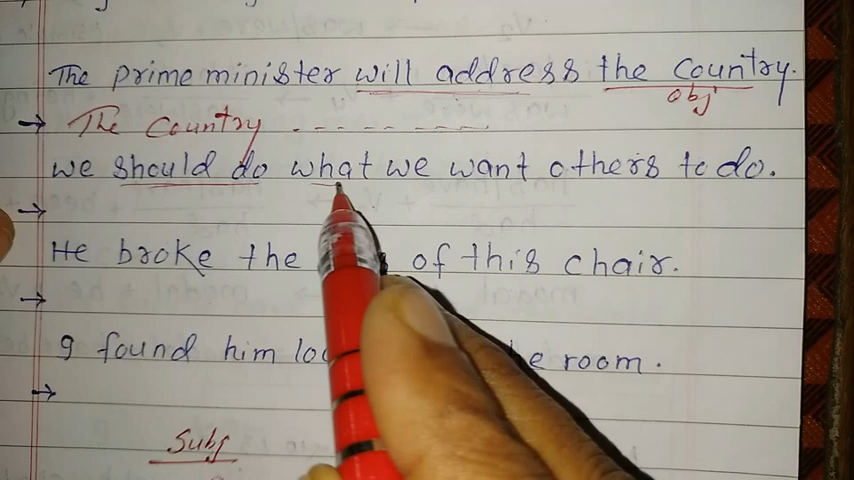 The prime minister will address the Country.
obj
→ The Country - - - - - - - -
we should do what we want others to do.
→
He broke the of this chair.
→
I found him room.
→
Subj